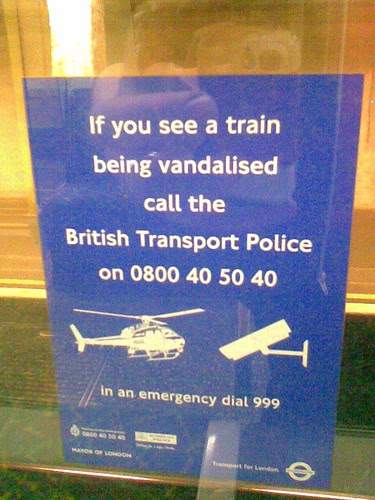 If you see a train
being vandalised
call the
British Transport Police
on 0800 40 50 40
in an emergency dial 999
0800 40 50 40
MAYOR OF LONDON
Transport for London